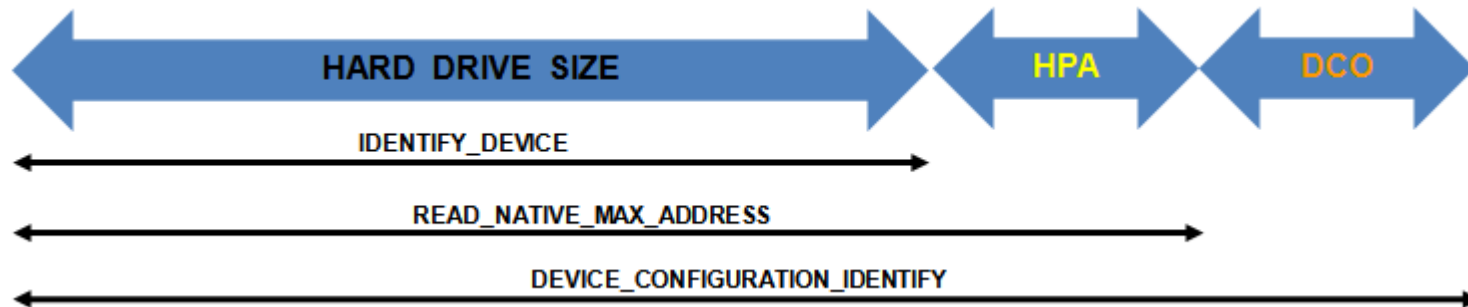 HARD DRIVE SIZE HPA DCO
IDENTIFY_DEVICE
READ_NATIVE_MAX_ADDRESS
DEVICE_CONFIGURATION_IDENTIFY